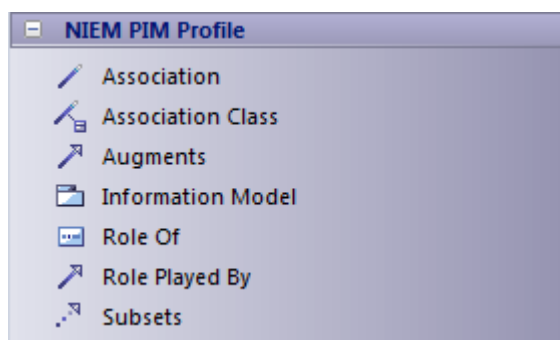 NIEM PIM Profile
Association
Association Class
Augments
Information Model
Role Of
Role Played By
Subsets